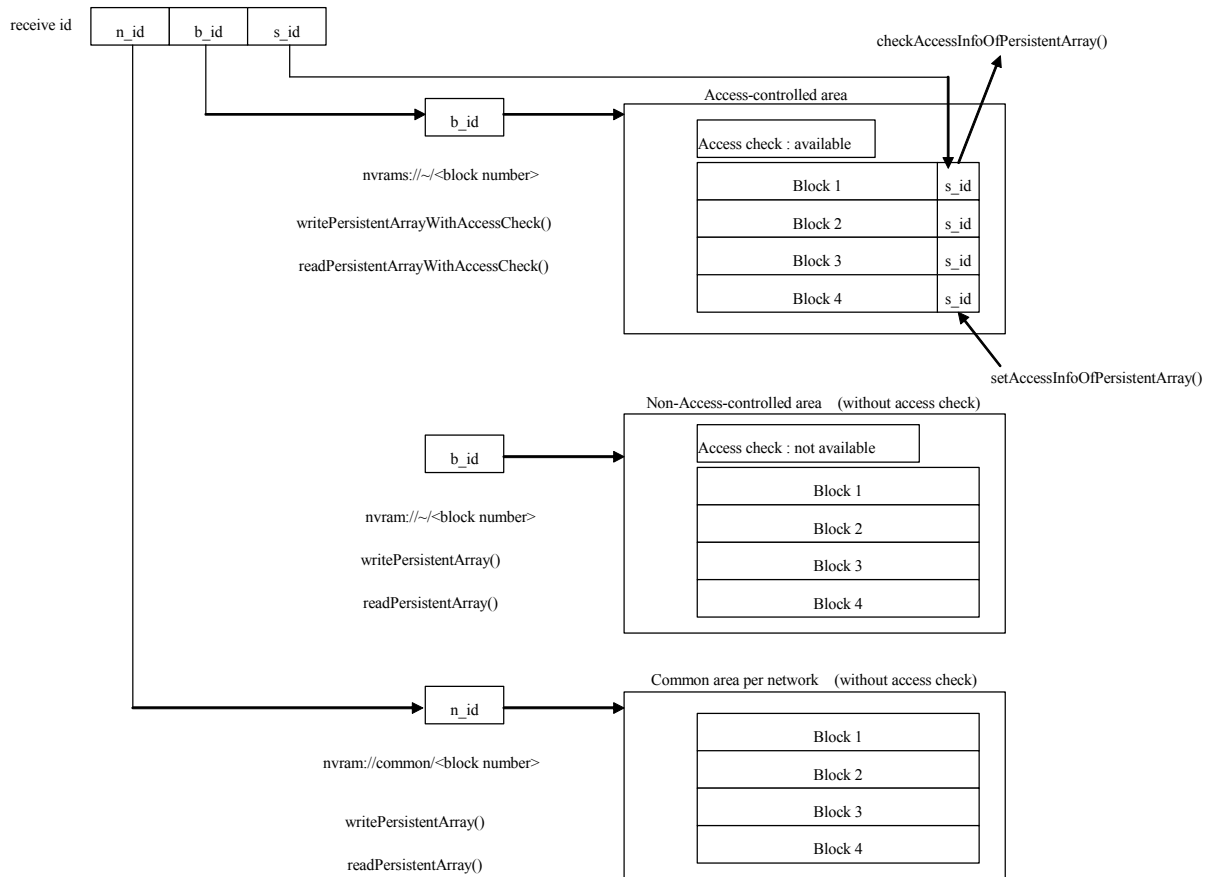 receive id
n_id b_id s_id
checkAccessInfoOfPersistentArray()
Access-controlled area
b_id
Access check : available
nvrams://~/<block number>
Block 1 s_id
writePersistentArrayWithAccessCheck()
Block 2 s_id
readPersistentArrayWithAccessCheck()
Block 3 s_id
Block 4 s_id
setAccessInfoOfPersistentArray()
Non-Access-controlled area (without access check)
b_id
Access check : not available
Block 1
nvram://~/<block number>
Block 2
writePersistentArray()
Block 3
readPersistentArray()
Block 4
Common area per network (without access check)
n_id
Block 1
nvram://common/<block number>
Block 2
writePersistentArray()
Block 3
readPersistentArray()
Block 4